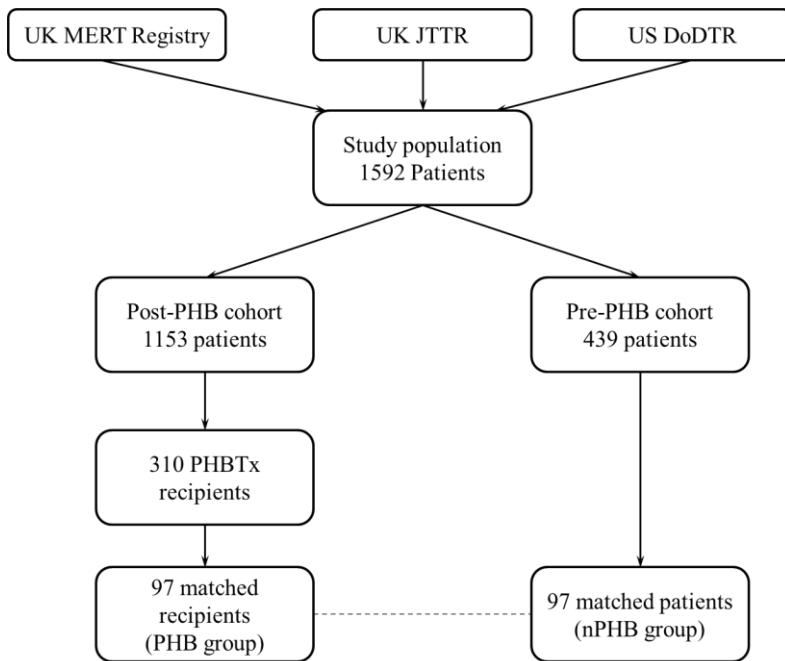 UK MERT Registry
UK JTTR
US DoDTR
Study population
1592 Patients
Post-PHB cohort
1153 patients
Pre-PHB cohort
439 patients
310 PHBTx
recipients
97 matched
recipients
(PHB group)
97 matched patients
(nPHB group)